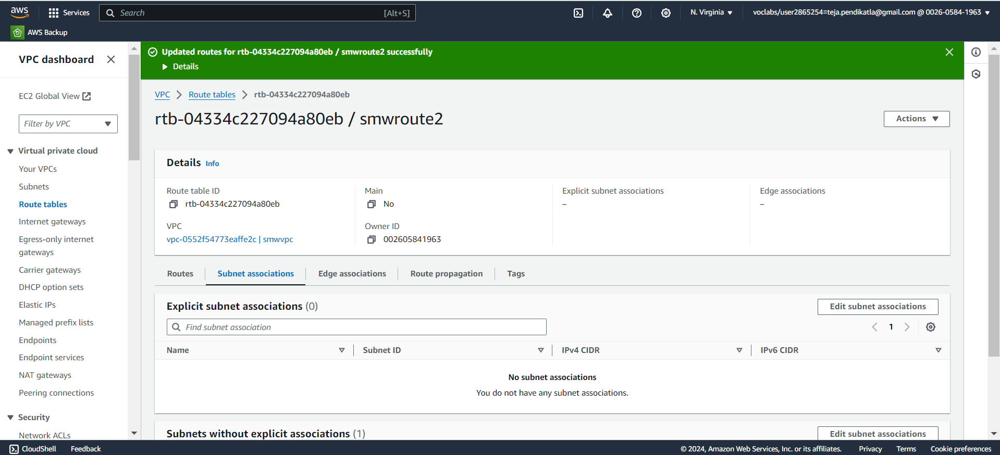 aws
Services
Search
[Alt+S]
N. Virginia
voclabs/user2865254=teja.pendikatla@gmail.com @ 0026-0584-1963
AWS Backup
VPC dashboard
EC2 Global View
Filter by VPC
Virtual private cloud
Your VPCs
Subnets
Route tables
Internet gateways
Egress-only internet
gateways
Carrier gateways
DHCP option sets
Elastic IPs
Managed prefix lists
Endpoints
Endpoint services
NAT gateways
Peering connections
Security
Network ACLs
Updated routes for rtb-04334c227094a80eb / smwroute2 successfully
Details
VPC
Route tables
rtb-04334c227094a80eb
rtb-04334c227094a80eb / smwroute2
Actions
Details Info
Route table ID
rtb-04334c227094a80eb
Main
No
Explicit subnet associations
–
Edge associations
–
VPC
vpc-0552f54773eaffe2c | smwvpc
Owner ID
002605841963
Routes
Subnet associations
Edge associations
Route propagation
Tags
Explicit subnet associations (0)
Edit subnet associations
Find subnet association
1
Name
Subnet ID
IPv4 CIDR
IPv6 CIDR
No subnet associations
You do not have any subnet associations.
Subnets without explicit associations (1)
Edit subnet associations
CloudShell
Feedback
© 2024, Amazon Web Services, Inc. or its affiliates.
Privacy
Terms
Cookie preferences